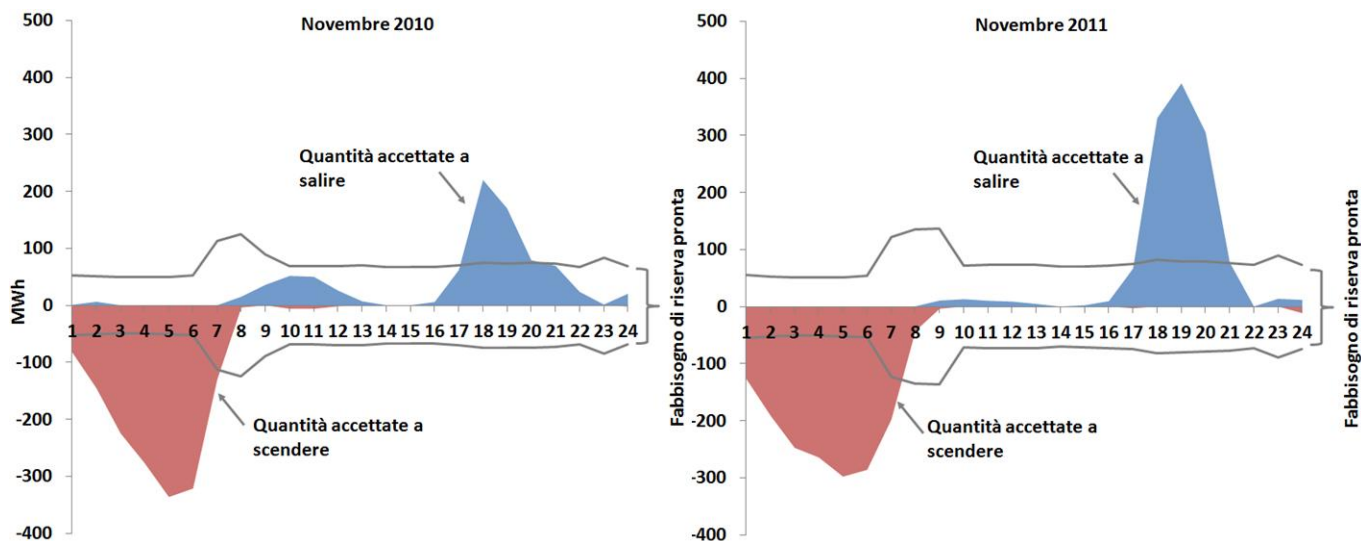 Novembre 2010
500
400
300
200
100
0
-100
-200
-300
-400
MWh
Quantità accettate a
salire
1 2 3 4 5 6 7 8 9 10 11 12 13 14 15 16 17 18 19 20 21 22 23 24
Quantità accettate a
scendere
Fabbisogno di riserva pronta
Novembre 2011
500
400
300
200
100
0
-100
-200
-300
-400
Quantità accettate a
salire
1 2 3 4 5 6 7 8 9 10 11 12 13 14 15 16 17 18 19 20 21 22 23 24
Quantità accettate a
scendere
Fabbisogno di riserva pronta